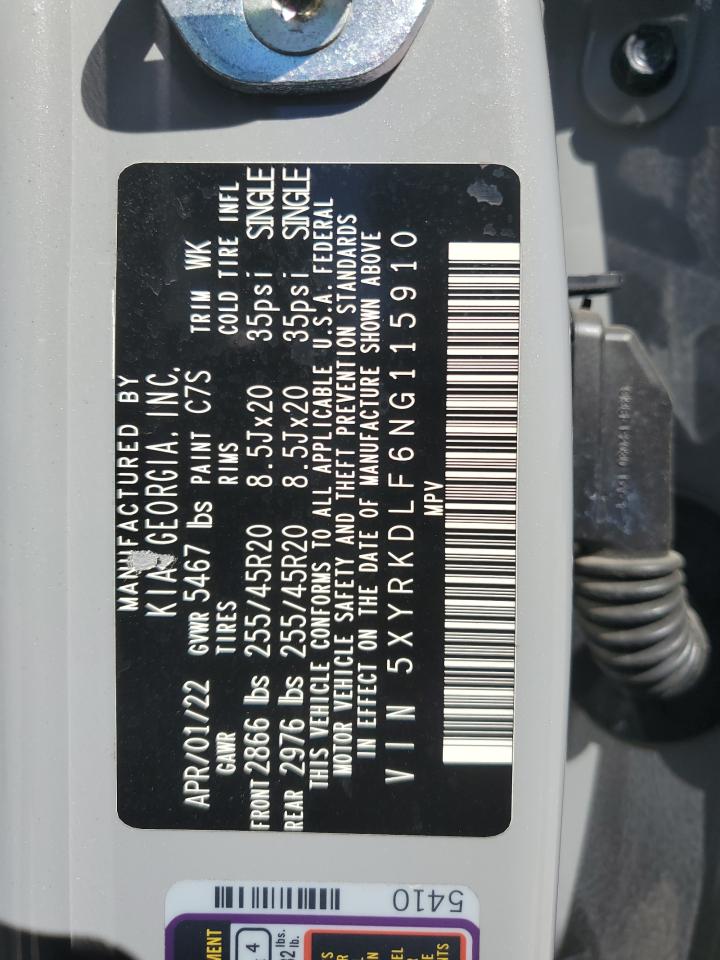 MANUFACTURED BY
KIA GEORGIA, INC.
APR/01/22 GVWR 5467 lbs PAINT C7S TRIM WK
GAWR TIRES RIMS COLD TIRE INFL
FRONT 2866 lbs 255/45R20 8.5Jx20 35psi SINGLE
REAR 2976 lbs 255/45R20 8.5Jx20 35psi SINGLE
THIS VEHICLE CONFORMS TO ALL APPLICABLE U.S.A. FEDERAL
MOTOR VEHICLE SAFETY AND THEFT PREVENTION STANDARDS
IN EFFECT ON THE DATE OF MANUFACTURE SHOWN ABOVE
VIN 5XYRKDLF6NG115910
MPV
5410